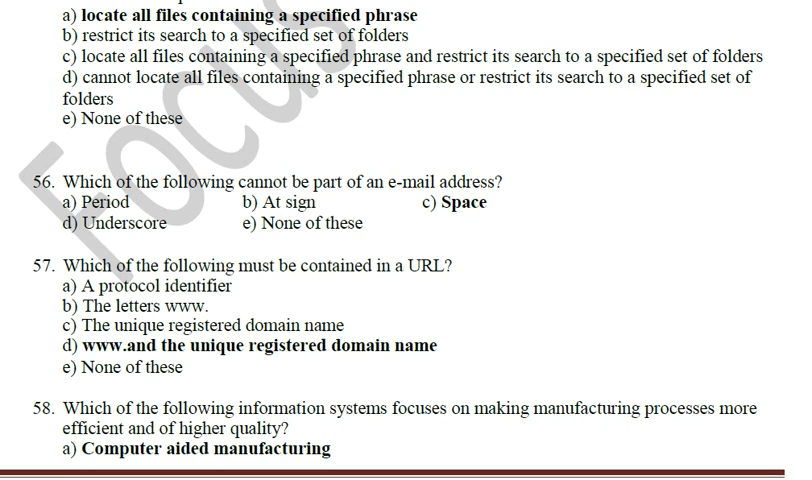 a) locate all files containing a specified phrase
b) restrict its search to a specified set of folders
c) locate all files containing a specified phrase and restrict its search to a specified set of folders
d) cannot locate all files containing a specified phrase or restrict its search to a specified set of
folders
e) None of these
Focus
56. Which of the following cannot be part of an e-mail address?
a) Period b) At sign c) Space
d) Underscore e) None of these
57. Which of the following must be contained in a URL?
a) A protocol identifier
b) The letters www.
c) The unique registered domain name
d) www.and the unique registered domain name
e) None of these
58. Which of the following information systems focuses on making manufacturing processes more
efficient and of higher quality?
a) Computer aided manufacturing